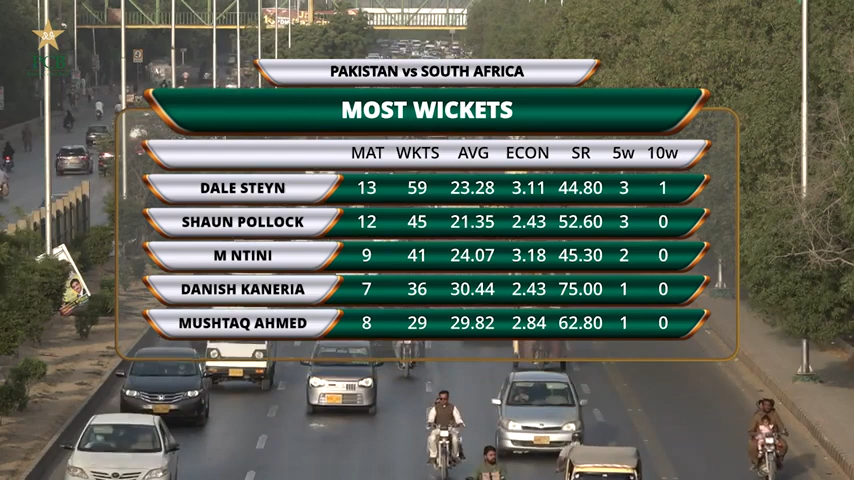 PCB
PAKISTAN vs SOUTH AFRICA
MOST WICKETS
MAT WKTS AVG ECON SR 5w 10w
DALE STEYN 13 59 23.28 3.11 44.80 3 1
SHAUN POLLOCK 12 45 21.35 2.43 52.60 3 0
M NTINI 9 41 24.07 3.18 45.30 2 0
DANISH KANERIA 7 36 30.44 2.43 75.00 1 0
MUSHTAQ AHMED 8 29 29.82 2.84 62.80 1 0